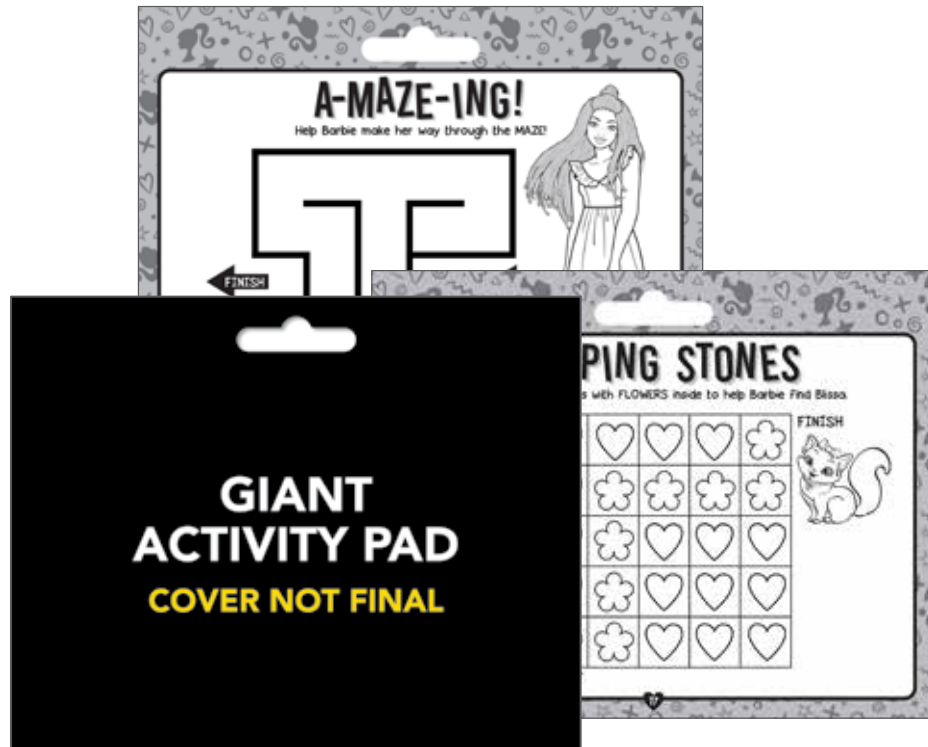 A-MAZE-ING!
Help Barbie make her way through the MAZE!
FINISH
PING STONES
s with FLOWERS inside to help Barbie find Blissa.
FINISH
GIANT
ACTIVITY PAD
COVER NOT FINAL